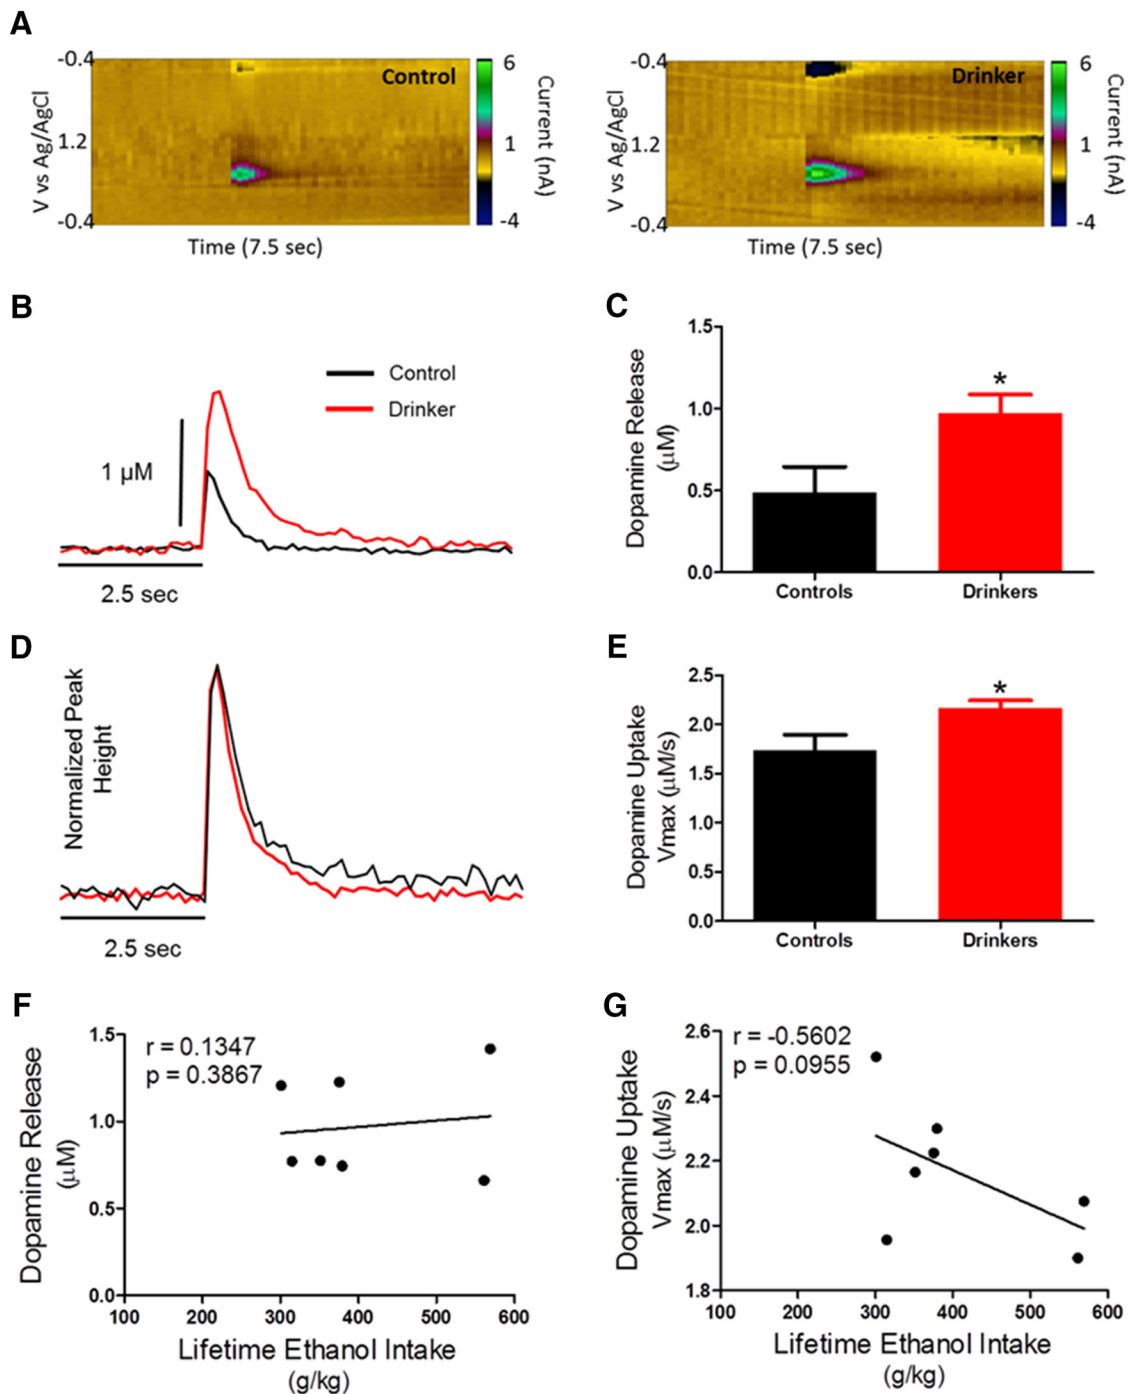 A
-0.4
1.2
-0.4
V vs Ag/AgCl
Control
6
1
-4
Current (nA)
Time (7.5 sec)
-0.4
1.2
-0.4
V vs Ag/AgCl
Drinker
6
1
-4
Current (nA)
Time (7.5 sec)
B
Control
Drinker
1 µM
2.5 sec
C
Dopamine Release
(µM)
1.5
1.0
0.5
0.0
*
Controls
Drinkers
D
Normalized Peak
Height
2.5 sec
E
Dopamine Uptake
Vmax (µM/s)
2.5
2.0
1.5
1.0
0.5
0.0
*
Controls
Drinkers
F
Dopamine Release
(µM)
1.5
1.0
0.5
0.0
r = 0.1347
p = 0.3867
100 200 300 400 500 600
Lifetime Ethanol Intake
(g/kg)
G
Dopamine Uptake
Vmax (µM/s)
2.6
2.4
2.2
2.0
1.8
r = -0.5602
p = 0.0955
100 200 300 400 500 600
Lifetime Ethanol Intake
(g/kg)